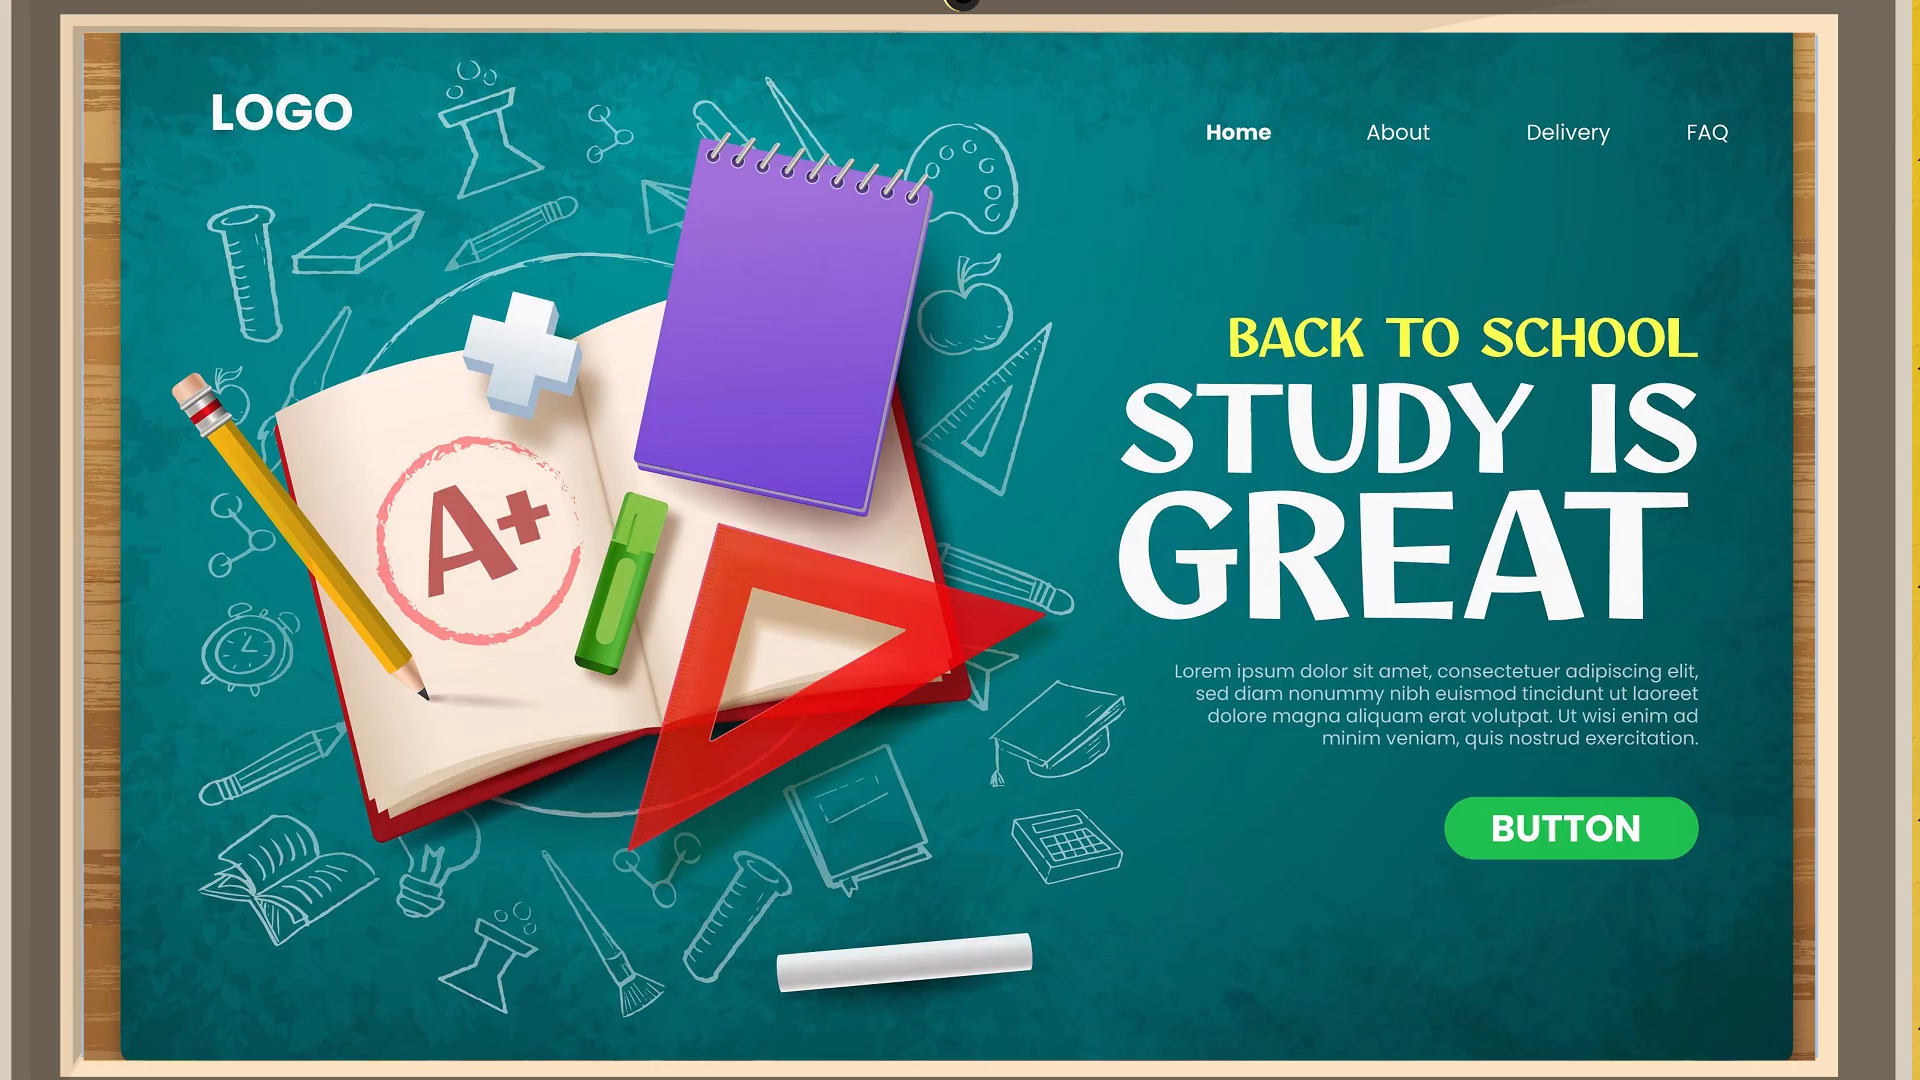 LOGO
Home About Delivery FAQ
BACK TO SCHOOL
STUDY IS
GREAT
A+
Lorem ipsum dolor sit amet, consectetuer adipiscing elit,
sed diam nonummy nibh euismod tincidunt ut laoreet
dolore magna aliquam erat volutpat. Ut wisi enim ad
minim veniam, quis nostrud exercitation.
BUTTON